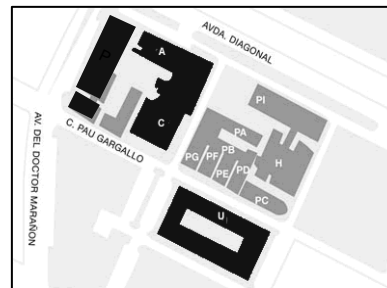 AVDA. DIAGONAL
P
A
PI
C
PA
PB
H
PG
PF
PE
PD
PC
C. PAU GARGALLO
AV. DEL DOCTOR MARAÑON
U